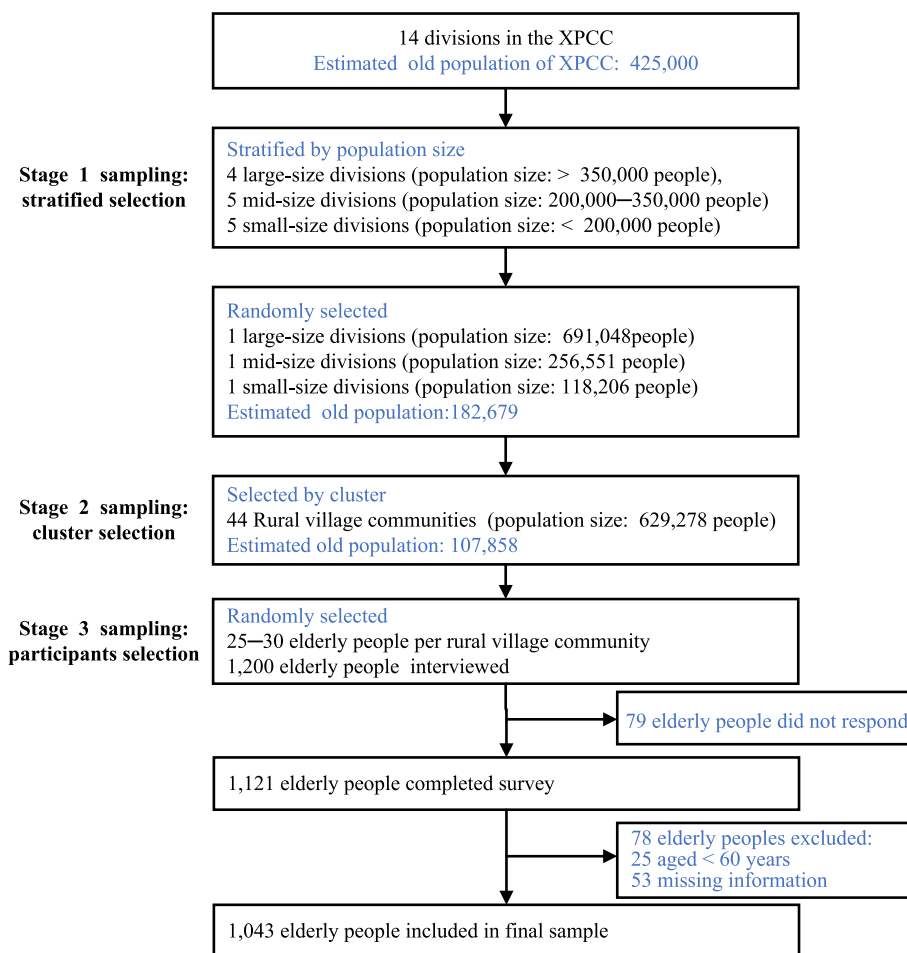 14 divisions in the XPCC
Estimated old population of XPCC: 425,000
Stage 1 sampling:
stratified selection
Stratified by population size
4 large-size divisions (population size: > 350,000 people),
5 mid-size divisions (population size: 200,000—350,000 people)
5 small-size divisions (population size: < 200,000 people)
Randomly selected
1 large-size divisions (population size: 691,048people)
1 mid-size divisions (population size: 256,551 people)
1 small-size divisions (population size: 118,206 people)
Estimated old population:182,679
Stage 2 sampling:
cluster selection
Selected by cluster
44 Rural village communities (population size: 629,278 people)
Estimated old population: 107,858
Stage 3 sampling:
participants selection
Randomly selected
25—30 elderly people per rural village community
1,200 elderly people interviewed
79 elderly people did not respond
1,121 elderly people completed survey
78 elderly peoples excluded:
25 aged < 60 years
53 missing information
1,043 elderly people included in final sample